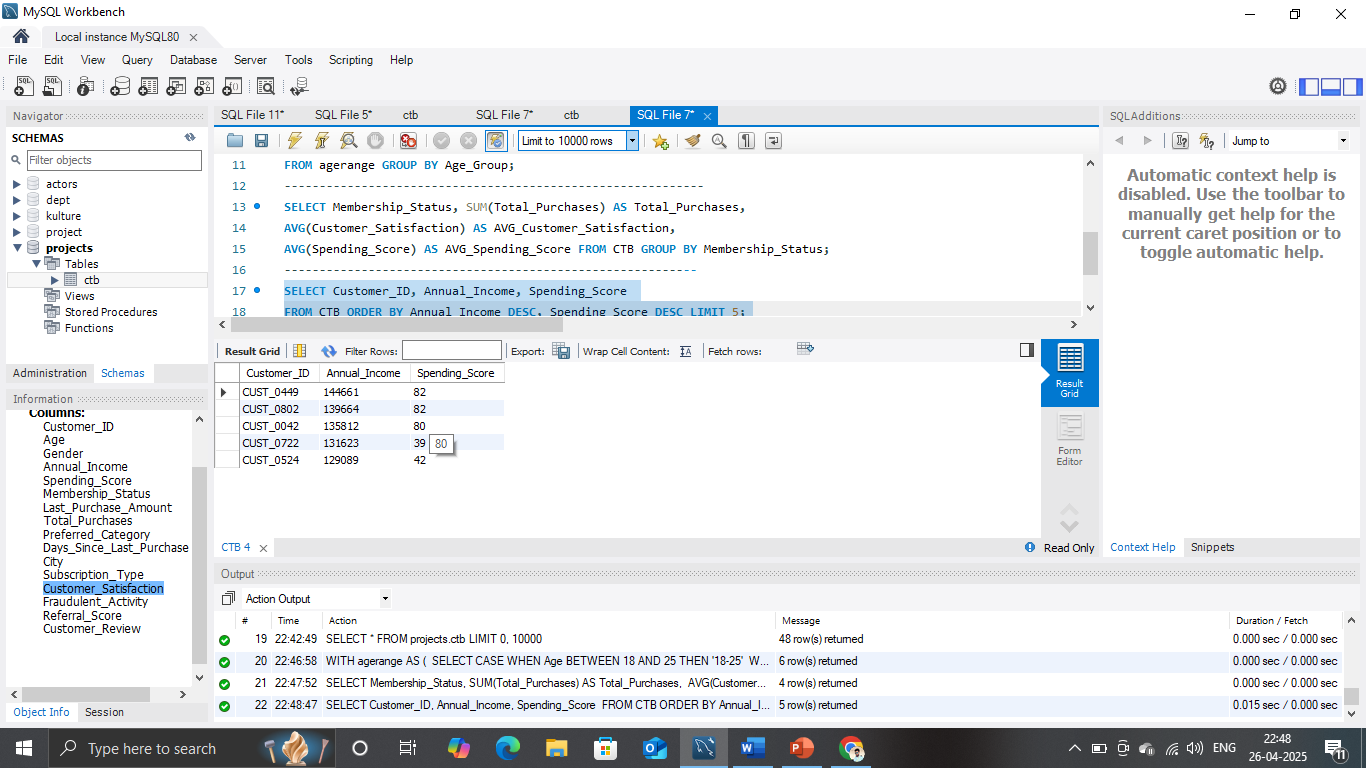 MySQL Workbench
Local instance MySQL80
File Edit View Query Database Server Tools Scripting Help
Navigator
SCHEMAS
Filter objects
actors
dept
kulture
project
projects
Tables
ctb
Views
Stored Procedures
Functions
Administration Schemas
Information
Columns:
Customer_ID
Age
Gender
Annual_Income
Spending_Score
Membership_Status
Last_Purchase_Amount
Total_Purchases
Preferred_Category
Days_Since_Last_Purchase
City
Subscription_Type
Customer_Satisfaction
Fraudulent_Activity
Referral_Score
Customer_Review
Object Info Session
SQL File 11* SQL File 5* ctb SQL File 7* ctb SQL File 7*
Limit to 10000 rows
11 FROM agerange GROUP BY Age_Group;
12 ------------------------------------------------------------
13 SELECT Membership_Status, SUM(Total_Purchases) AS Total_Purchases,
14 AVG(Customer_Satisfaction) AS AVG_Customer_Satisfaction,
15 AVG(Spending_Score) AS AVG_Spending_Score FROM CTB GROUP BY Membership_Status;
16 -----------------------------------------------------------
17 SELECT Customer_ID, Annual_Income, Spending_Score
18 FROM CTB ORDER BY Annual_Income DESC, Spending_Score DESC LIMIT 5;
Result Grid Filter Rows: Export: Wrap Cell Content: Fetch rows:
Customer_ID Annual_Income Spending_Score
CUST_0449 144661 82
CUST_0802 139664 82
CUST_0042 135812 80
CUST_0722 131623 39 80
CUST_0524 129089 42
Result
Grid
Form
Editor
CTB 4
Read Only
Output
Action Output
# Time Action Message Duration / Fetch
19 22:42:49 SELECT * FROM projects.ctb LIMIT 0, 10000 48 row(s) returned 0.000 sec / 0.000 sec
20 22:46:58 WITH agerange AS ( SELECT CASE WHEN Age BETWEEN 18 AND 25 THEN '18-25' W... 6 row(s) returned 0.000 sec / 0.000 sec
21 22:47:52 SELECT Membership_Status, SUM(Total_Purchases) AS Total_Purchases, AVG(Customer... 4 row(s) returned 0.000 sec / 0.000 sec
22 22:48:47 SELECT Customer_ID, Annual_Income, Spending_Score FROM CTB ORDER BY Annual_I... 5 row(s) returned 0.015 sec / 0.000 sec
SQLAdditions
Jump to
Automatic context help is
disabled. Use the toolbar to
manually get help for the
current caret position or to
toggle automatic help.
Context Help Snippets
Type here to search
ENG
22:48
26-04-2025
11